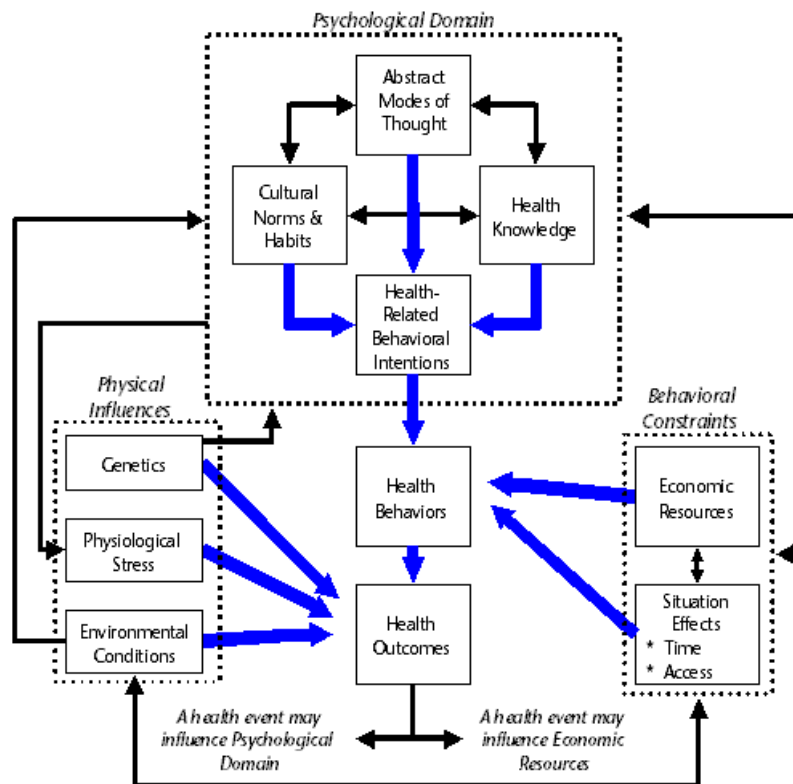 Psychological Domain
Abstract
Modes of
Thought
Cultural
Norms &
Habits
Health
Knowledge
Health-
Related
Behavioral
Intentions
Physical
Influences
Genetics
Physiological
Stress
Environmental
Conditions
Health
Behaviors
Health
Outcomes
Behavioral
Constraints
Economic
Resources
Situation
Effects
* Time
* Access
A health event may
influence Psychological
Domain
A health event may
influence Economic
Resources